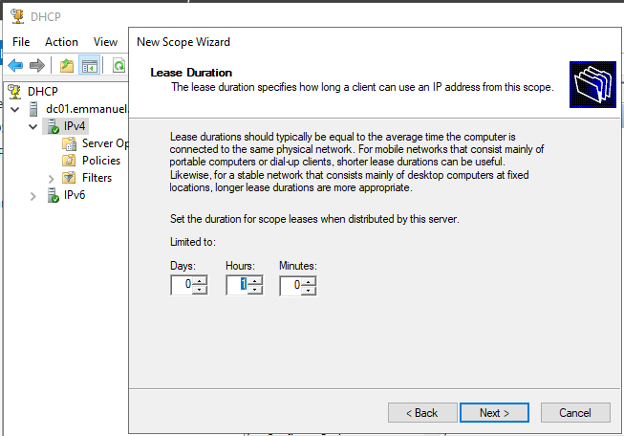 DHCP
File Action View
New Scope Wizard
Lease Duration
The lease duration specifies how long a client can use an IP address from this scope.
DHCP
dc01.emmanuel.
IPv4
Server Op
Policies
Filters
IPv6
Lease durations should typically be equal to the average time the computer is
connected to the same physical network. For mobile networks that consist mainly of
portable computers or dial-up clients, shorter lease durations can be useful.
Likewise, for a stable network that consists mainly of desktop computers at fixed
locations, longer lease durations are more appropriate.
Set the duration for scope leases when distributed by this server.
Limited to:
Days: Hours: Minutes:
0 1 0
< Back Next > Cancel